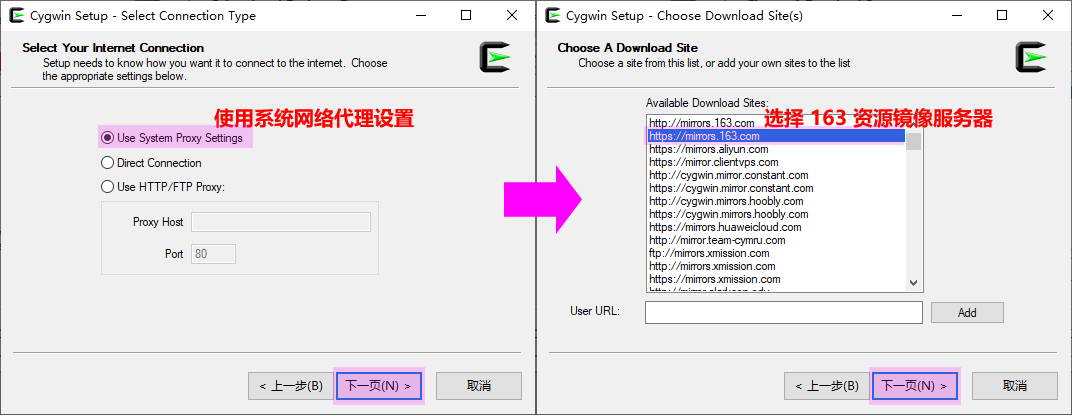 Cygwin Setup - Select Connection Type
Select Your Internet Connection
Setup needs to know how you want it to connect to the internet. Choose
the appropriate settings below.
使用系统网络代理设置
Use System Proxy Settings
Direct Connection
Use HTTP/FTP Proxy:
Proxy Host
Port 80
< 上一步(B) 下一页(N) > 取消
Cygwin Setup - Choose Download Site(s)
Choose A Download Site
Choose a site from this list, or add your own sites to the list
Available Download Sites:
选择 163 资源镜像服务器
http://mirrors.163.com
https://mirrors.163.com
https://mirrors.aliyun.com
https://mirror.clientvps.com
http://cygwin.mirror.constant.com
https://cygwin.mirror.constant.com
http://cygwin.mirrors.hoobly.com
https://cygwin.mirrors.hoobly.com
https://mirrors.huaweicloud.com
http://mirror.team-cymru.com
ftp://mirrors.xmission.com
http://mirrors.xmission.com
https://mirrors.xmission.com
User URL: Add
< 上一步(B) 下一页(N) > 取消